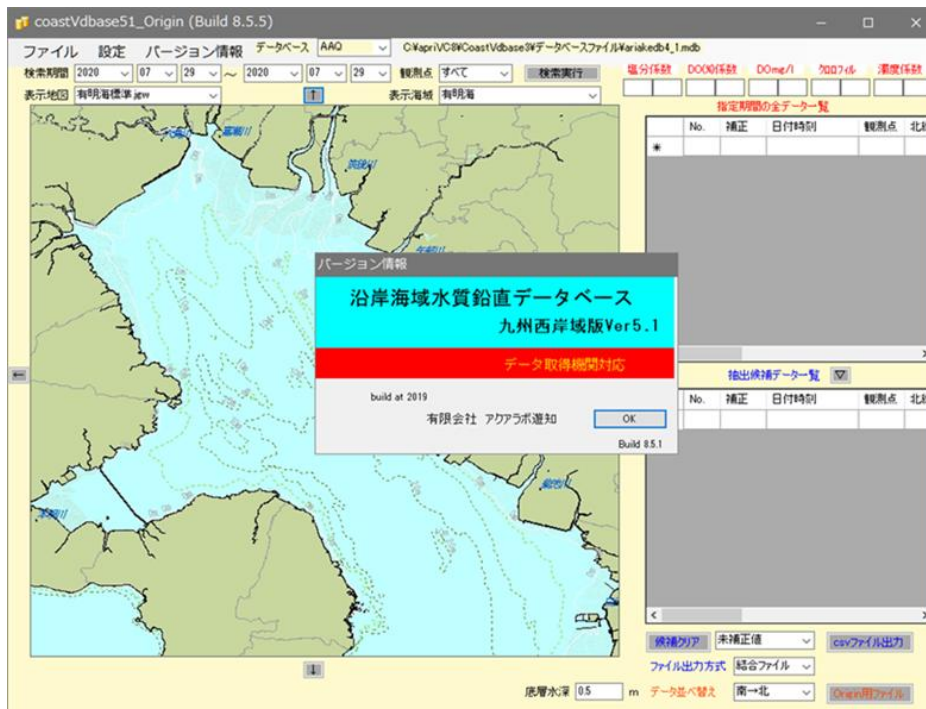 coastVdbase51_Origin (Build 8.5.5)
ファイル 設定 バージョン情報 データベース AAQ C:¥apriVC8¥CoastVdbase3¥データベースファイル¥ariakedb4_1.mdb
検索期間 2020 07 29 ～ 2020 07 29 観測点 すべて 検索実行 塩分係数 DO(%)係数 DOmg/l クロロフィル 濁度係数
表示地図 有明海標準.jgw ↑ 表示海域 有明海
指定期間の全データ一覧
No. 補正 日付時刻 観測点 北緯
*
バージョン情報
沿岸海域水質鉛直データベース
九州西岸域版Ver5.1
データ取得機関対応
build at 2019
有限会社 アクアラボ遊知 OK
Build 8.5.1
←
抽出候補データ一覧 ▽
No. 補正 日付時刻 観測点 北緯
候補クリア 未補正値 csvファイル出力
ファイル出力方式 結合ファイル
↓
底層水深 0.5 m データ並べ替え 南→北 Origin用ファイル